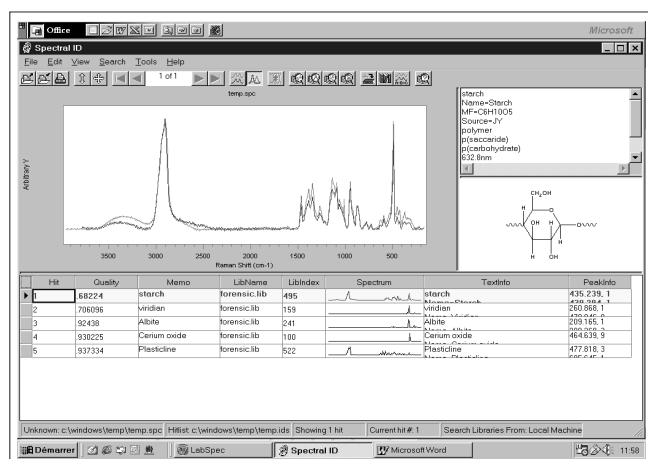 Office
Microsoft
Spectral ID
File Edit View Search Tools Help
1 of 1
temp.spc
Arbitrary Y
3500 3000 2500 2000 1500 1000 500
Raman Shift (cm-1)
starch
Name=Starch
MF=C6H10O5
Source=JY
polymer
p(saccaride)
p(carbohydrate)
632.8nm
CH2OH
H O
OH H O
H
H OH
Hit Quality Memo LibName LibIndex Spectrum TextInfo PeakInfo
1 .68224 starch forensic.lib 495 starch 435.239, 1
Name=Starch
2 .706096 viridian forensic.lib 159 viridian 260.868, 1
3 .92438 Albite forensic.lib 241 Albite 209.165, 1
4 .930225 Cerium oxide forensic.lib 100 Cerium oxide 464.639, 9
5 .937334 Plasticline forensic.lib 522 Plasticline 477.818, 3
Unknown: c:\windows\temp\temp.spc Hitlist: c:\windows\temp\temp.ids Showing 1 hit Current hit #: 1 Search Libraries From: Local Machine
Démarrer LabSpec Spectral ID Microsoft Word 11:58